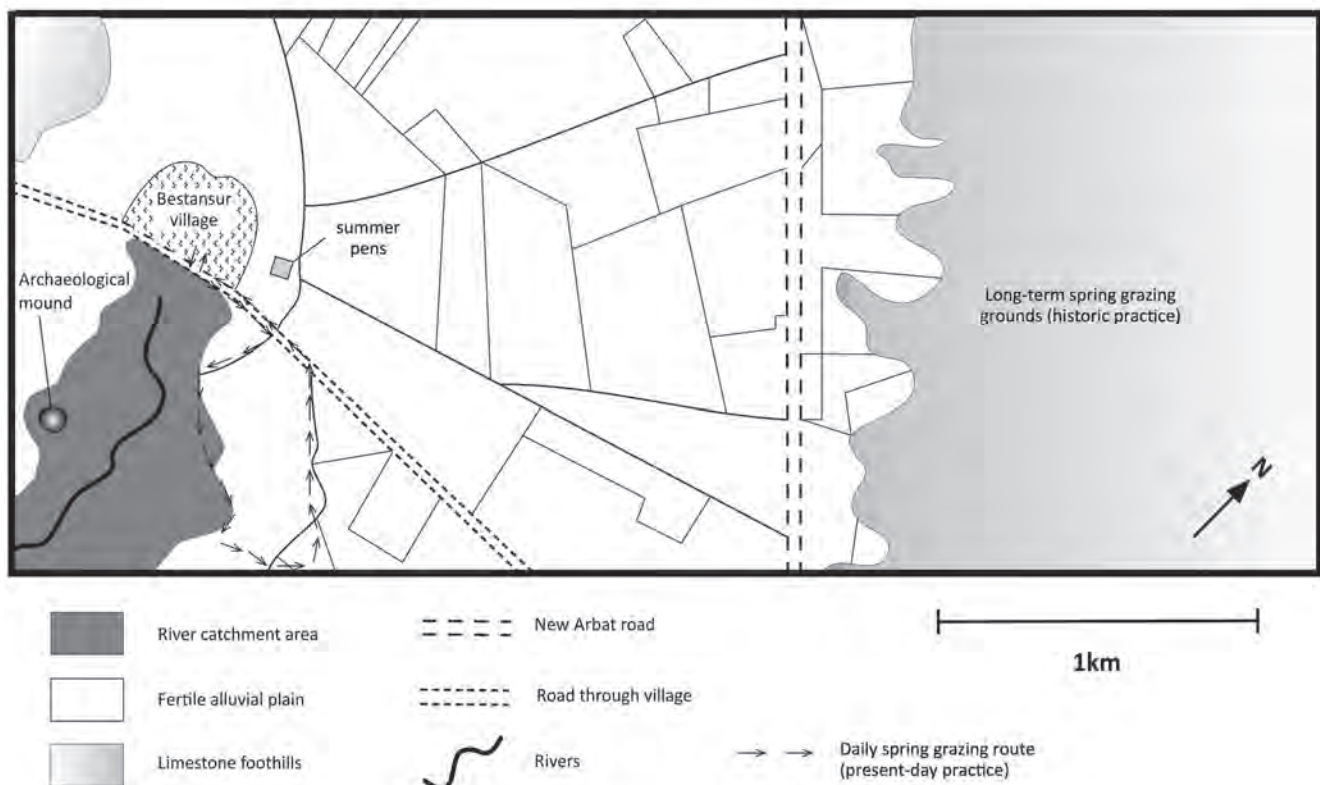 Bestansur
village
summer
pens
Archaeological
mound
Long-term spring grazing
grounds (historic practice)
N
River catchment area
New Arbat road
1km
Fertile alluvial plain
Road through village
Limestone foothills
Rivers
Daily spring grazing route
(present-day practice)